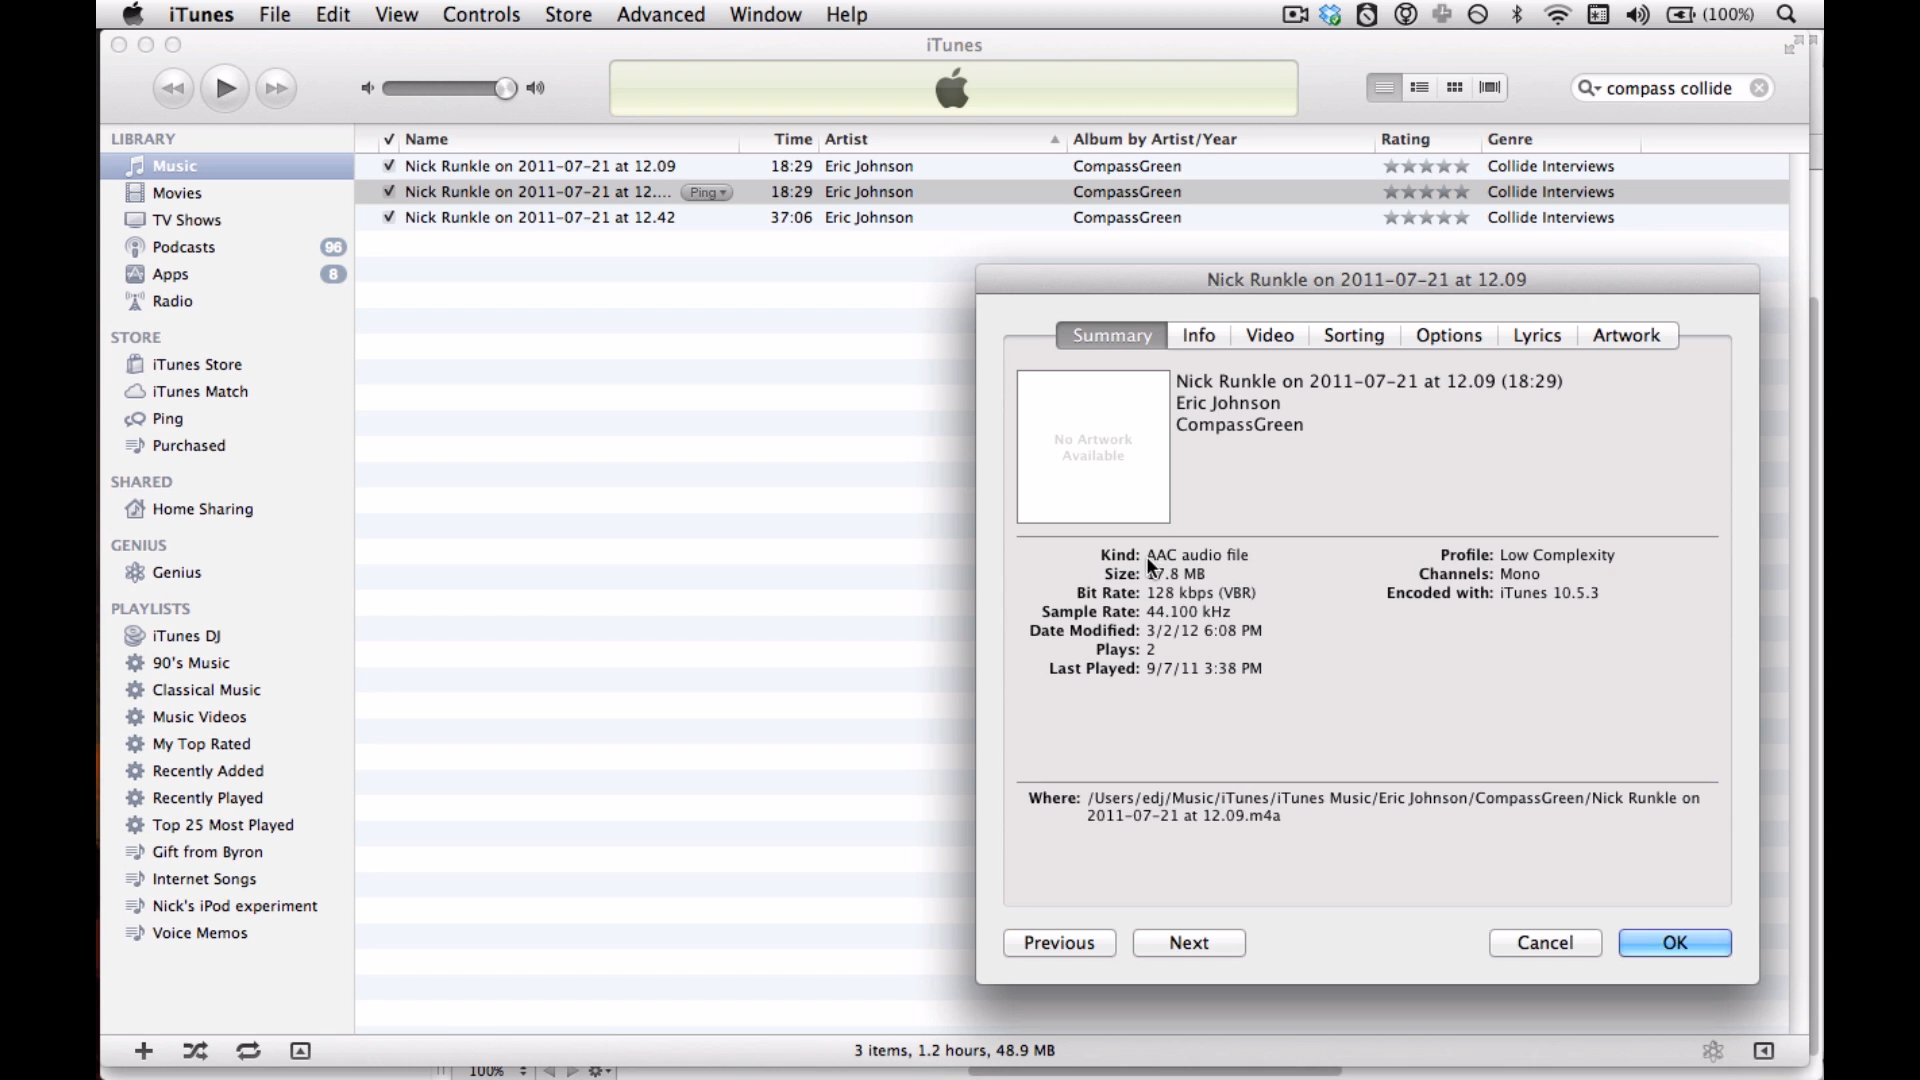 iTunes File Edit View Controls Store Advanced Window Help (100%)
iTunes
compass collide
LIBRARY
Music
Movies
TV Shows
Podcasts 96
Apps 8
Radio
STORE
iTunes Store
iTunes Match
Ping
Purchased
SHARED
Home Sharing
GENIUS
Genius
PLAYLISTS
iTunes DJ
90's Music
Classical Music
Music Videos
My Top Rated
Recently Added
Recently Played
Top 25 Most Played
Gift from Byron
Internet Songs
Nick's iPod experiment
Voice Memos
✓ Name Time Artist Album by Artist/Year Rating Genre
Nick Runkle on 2011-07-21 at 12.09 18:29 Eric Johnson CompassGreen Collide Interviews
Nick Runkle on 2011-07-21 at 12.... Ping 18:29 Eric Johnson CompassGreen Collide Interviews
Nick Runkle on 2011-07-21 at 12.42 37:06 Eric Johnson CompassGreen Collide Interviews
Nick Runkle on 2011-07-21 at 12.09
Summary Info Video Sorting Options Lyrics Artwork
No Artwork
Available
Nick Runkle on 2011-07-21 at 12.09 (18:29)
Eric Johnson
CompassGreen
Kind: AAC audio file
Size: 7.8 MB
Bit Rate: 128 kbps (VBR)
Sample Rate: 44.100 kHz
Date Modified: 3/2/12 6:08 PM
Plays: 2
Last Played: 9/7/11 3:38 PM
Profile: Low Complexity
Channels: Mono
Encoded with: iTunes 10.5.3
Where: /Users/edj/Music/iTunes/iTunes Music/Eric Johnson/CompassGreen/Nick Runkle on
2011-07-21 at 12.09.m4a
Previous Next Cancel OK
3 items, 1.2 hours, 48.9 MB
100%